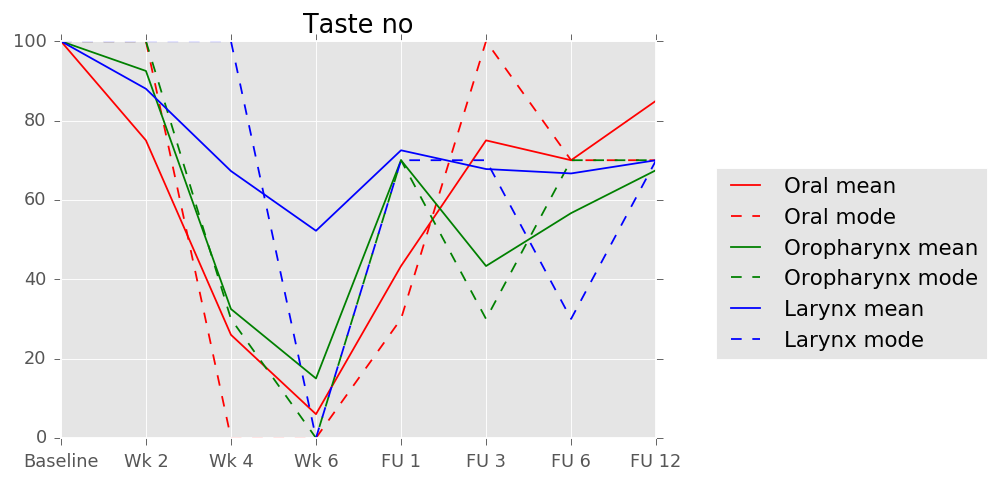 Taste no
100
80
60
40
20
0
Baseline Wk 2 Wk 4 Wk 6 FU 1 FU 3 FU 6 FU 12
Oral mean
Oral mode
Oropharynx mean
Oropharynx mode
Larynx mean
Larynx mode